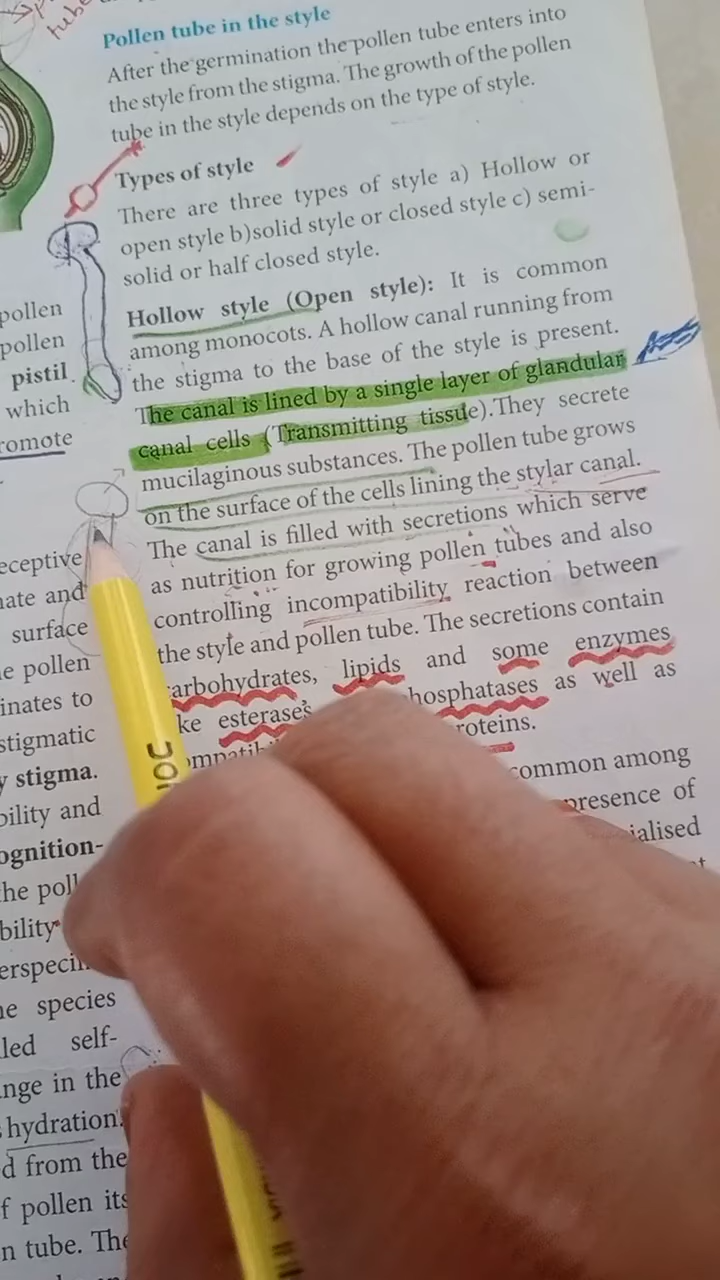 Pollen tube in the style
After the germination the pollen tube enters into
the style from the stigma. The growth of the pollen
tube in the style depends on the type of style.
Types of style
There are three types of style a) Hollow or
open style b)solid style or closed style c) semi-
solid or half closed style.
Hollow style (Open style): It is common
among monocots. A hollow canal running from
the stigma to the base of the style is present.
The canal is lined by a single layer of glandular
canal cells (Transmitting tissue).They secrete
mucilaginous substances. The pollen tube grows
on the surface of the cells lining the stylar canal.
The canal is filled with secretions which serve
as nutrition for growing pollen tubes and also
controlling incompatibility reaction between
the style and pollen tube. The secretions contain
carbohydrates, lipids and some enzymes
like esterases hosphatases as well as
roteins.
common among
presence of
ialised
pollen
pollen
pistil
which
romote
eceptive
nate and
surface
e pollen
inates to
stigmatic
y stigma.
bility and
ognition-
he poll
bility
erspeci
ne species
led self-
nge in the
hydration.
d from the
f pollen its
n tube. The